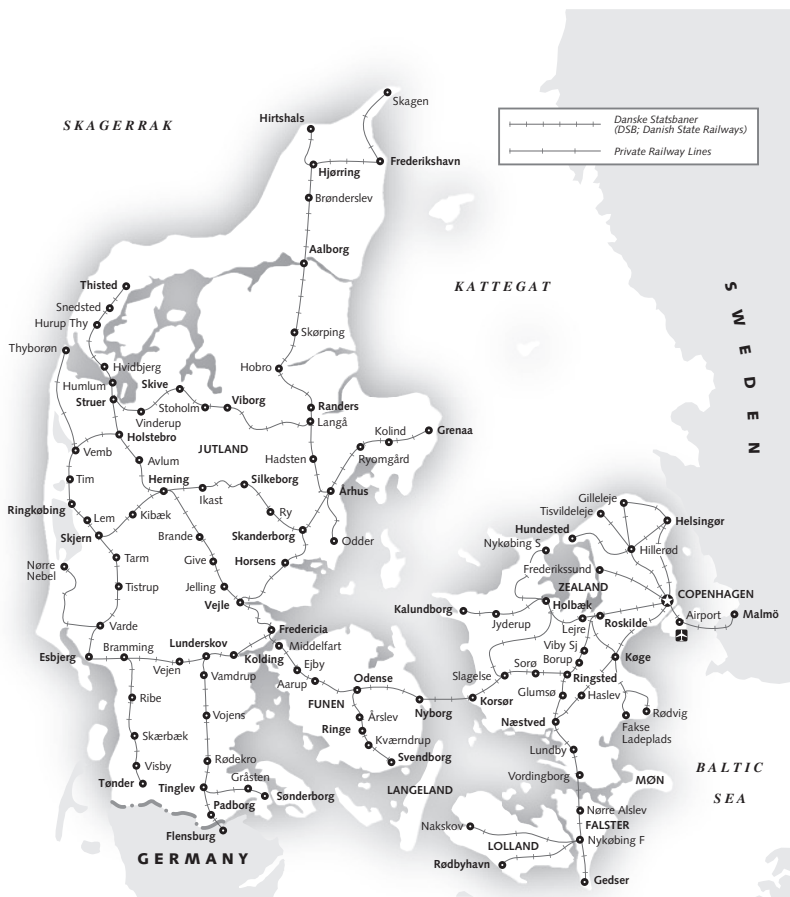 SKAGERRAK
Skagen
Hirtshals
Danske Statsbaner
(DSB; Danish State Railways)
Private Railway Lines
Hjørring
Frederikshavn
Brønderslev
Aalborg
KATTEGAT
SWEDEN
Thisted
Snedsted
Hurup Thy
Skørping
Thyborøn
Hvidbjerg
Hobro
Humlum
Skive
Struer
Stoholm
Viborg
Randers
Vinderup
Langå
Holstebro
Kolind
Grenaa
JUTLAND
Vemb
Avlum
Hadsten
Ryomgård
Tim
Herning
Silkeborg
Århus
Ikast
Ringkøbing
Lem
Kibæk
Ry
Gilleleje
Tisvildeleje
Skjern
Brande
Skanderborg
Hundested
Helsingør
Odder
Nykøbing S
Hillerød
Tarm
Nørre
Nebel
Give
Horsens
Frederikssund
Tistrup
Jelling
ZEALAND
COPENHAGEN
Vejle
Kalundborg
Holbæk
Airport
Malmö
Jyderup
Lejre
Roskilde
Varde
Fredericia
Bramming
Lunderskov
Middelfart
Viby Sj
Esbjerg
Kolding
Ejby
Borup
Køge
Vejen
Vamdrup
Aarup
Odense
Slagelse
Sorø
Ringsted
Ribe
FUNEN
Nyborg
Korsør
Glumsø
Haslev
Vojens
Årslev
Næstved
Rødvig
Ringe
Fakse
Ladeplads
Skærbæk
Kværndrup
Lundby
Visby
Rødekro
Svendborg
Vordingborg
BALTIC
SEA
Tønder
Tinglev
Gråsten
Sønderborg
LANGELAND
MØN
Padborg
Nørre Alslev
Flensburg
Nakskov
FALSTER
LOLLAND
Nykøbing F
GERMANY
Rødbyhavn
Gedser